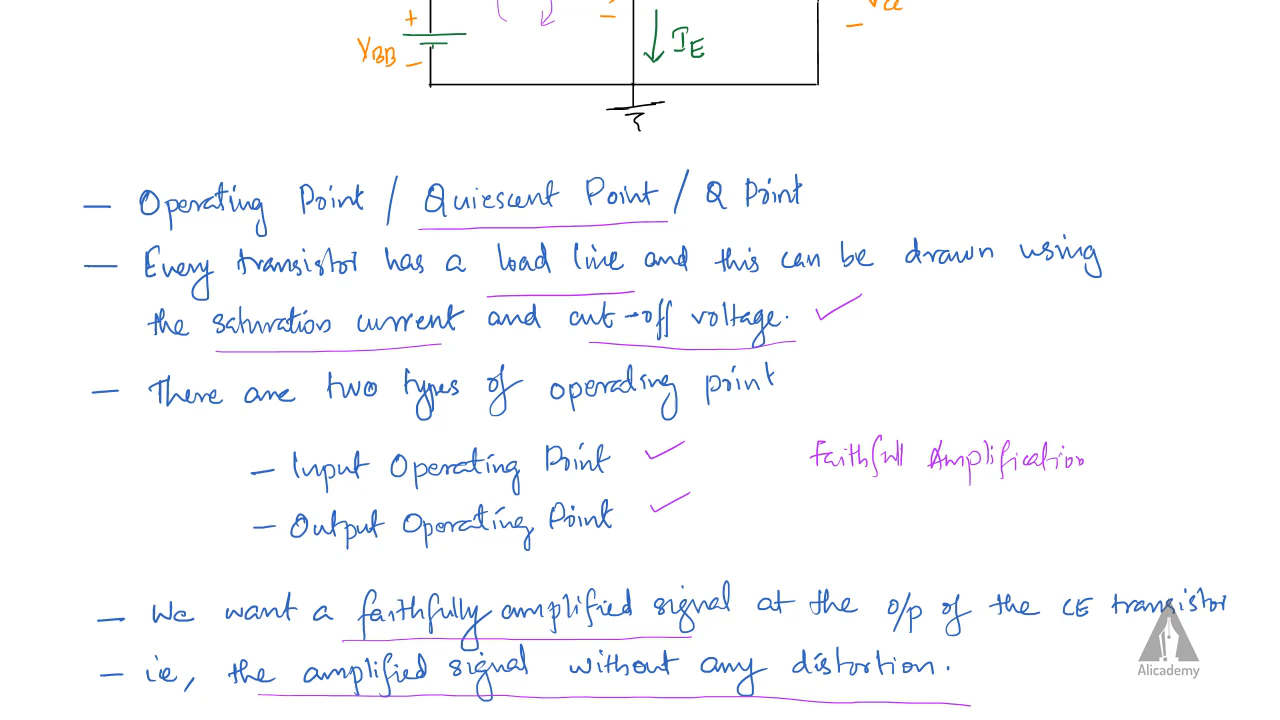 +
VBB
−
−
IE
−
– Operating Point / Quiescent Point / Q Point
– Every transistor has a load line and this can be drawn using
the saturation current and cut-off voltage.
– There are two types of operating point
– Input Operating Point
Faithfull Amplification
– Output Operating Point
– We want a faithfully amplified signal at the o/p of the CE transistor
– ie, the amplified signal without any distortion.
Alicademy